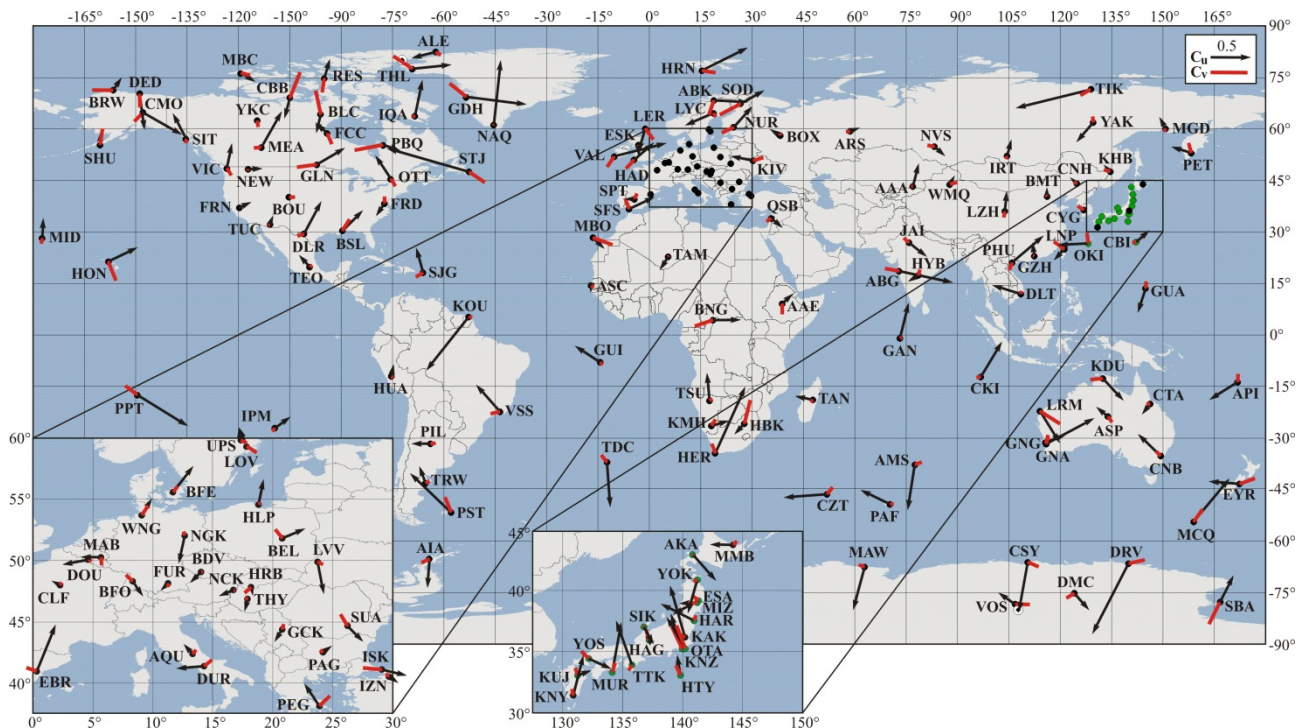 -165° -150° -135° -120° -105° -90° -75° -60° -45° -30° -15° 0° 15° 30° 45° 60° 75° 90° 105° 120° 135° 150° 165°
90°
0.5
Cu
Cv
ALE
MBC
THL
HRN
DED
CBB
RES
75°
BRW
CMO
YKC
BLC
IQA
GDH
NAQ
ABK
SOD
LYC
LER
TIK
SHU
SIT
MEA
FCC
PBQ
STJ
ESK
NUR
BOX
ARS
NVS
YAK
MGD
60°
VIC
NEW
GLN
OTT
VAL
HAD
KIV
IRT
CNH
KHB
PET
FRN
BOU
FRD
SPT
SFS
QSB
AAA
WMQ
BMT
45°
MID
TUC
DLR
BSL
MBO
JAI
LZH
CYG
LNP
CBI
HON
TEO
SJG
TAM
PHU
GZH
OKI
30°
ASC
ABG
HYB
DLT
GUA
15°
KOU
BNG
AAE
GAN
0°
HUA
GUI
TSU
CKI
KDU
CTA
API
-15°
PPT
IPM
VSS
TAN
LRM
ASP
UPS
LOV
PIL
KMH
HBK
GNG
GNA
CNB
-30°
60°
HER
TDC
AMS
TRW
PST
CZT
PAF
EYR
-45°
MCQ
55°
BFE
HLP
WNG
NGK
BEL
LVV
AIA
MAW
CSY
DRV
-60°
50°
MAB
DOU
BDV
FUR
NCK
HRB
CLF
BFO
THY
VOS
DMC
SBA
-75°
45°
GCK
SUA
AQU
PAG
ISK
-90°
40°
EBR
DUR
IZN
PEG
0° 5° 10° 15° 20° 25° 30°
45°
AKA
MMB
YOK
40°
ESA
MIZ
SIK
HAR
YOS
HAG
KAK
OTA
35°
KUJ
KNZ
KNY
MUR
TTK
HTY
30°
130° 135° 140° 145° 150°